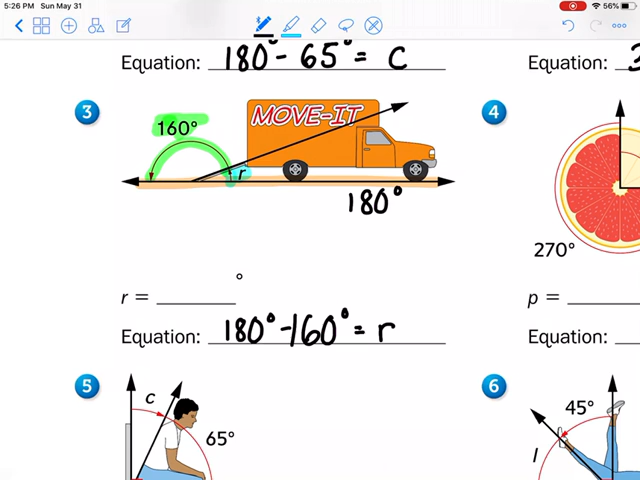 5:26 PM Sun May 31
56%
Equation: 180° - 65° = c
Equation:
3
160°
MOVE-IT
r
180°
4
270°
r = ______°
p =
Equation: 180° - 160° = r
Equation:
5
c
65°
6
45°
l